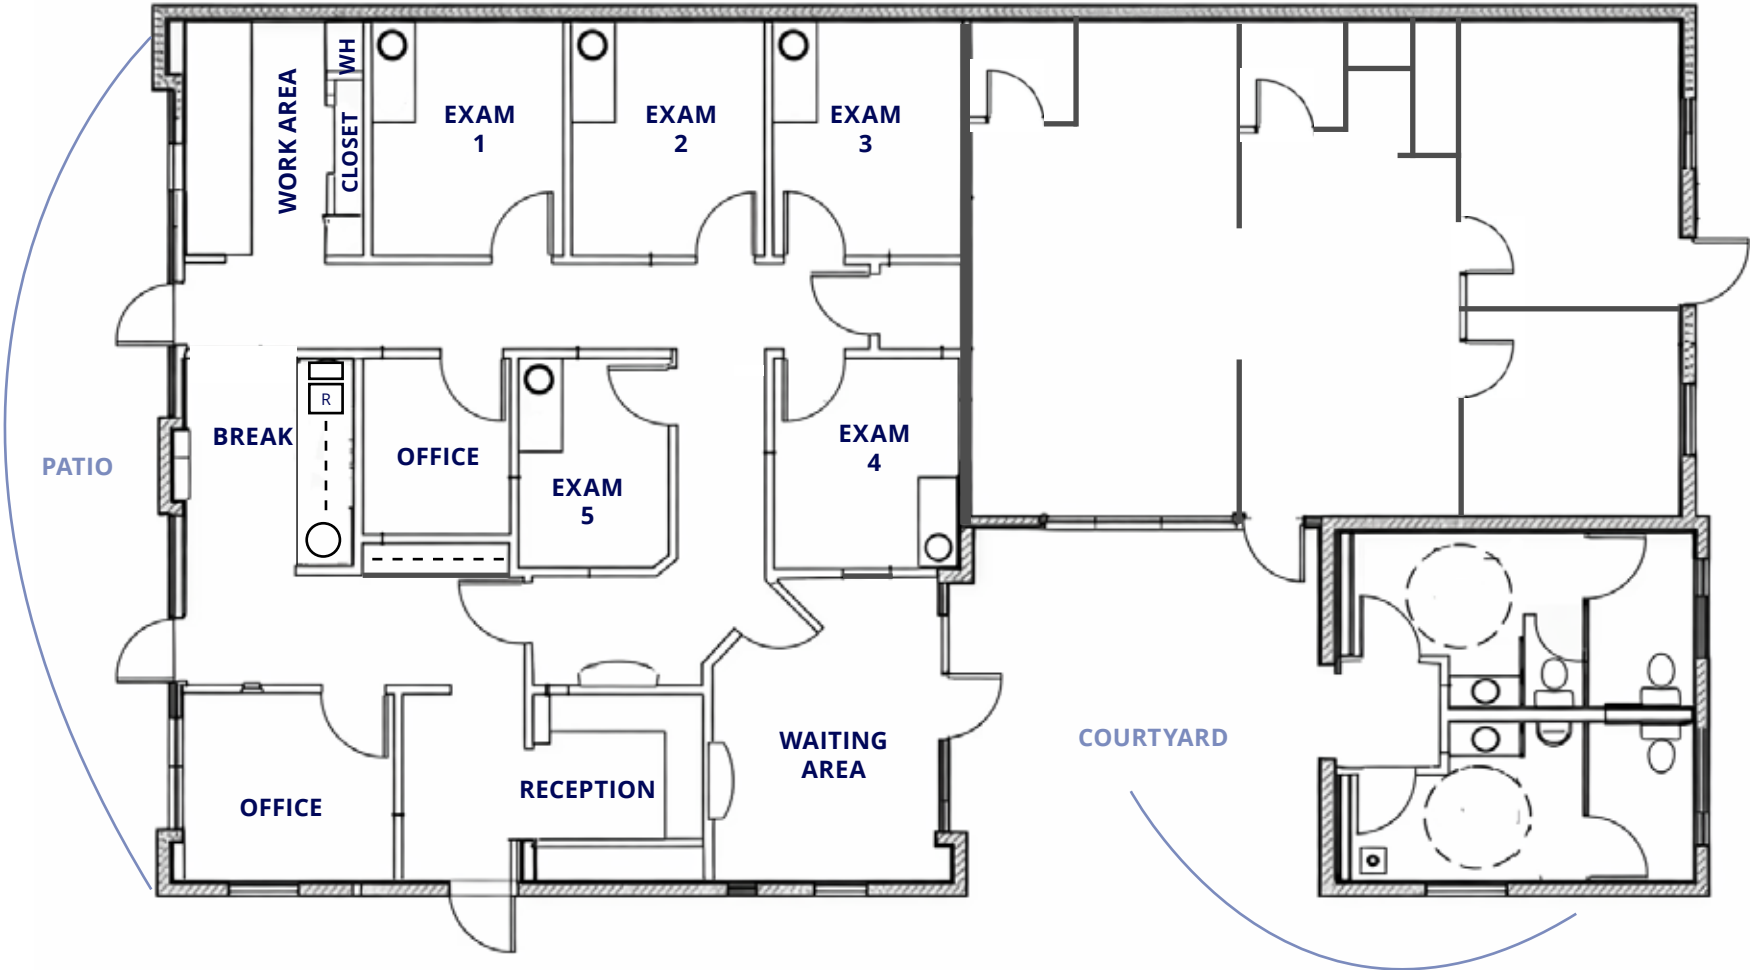 WH
WORK AREA
CLOSET
EXAM
1
EXAM
2
EXAM
3
R
BREAK
PATIO
OFFICE
EXAM
5
EXAM
4
OFFICE
RECEPTION
WAITING
AREA
COURTYARD